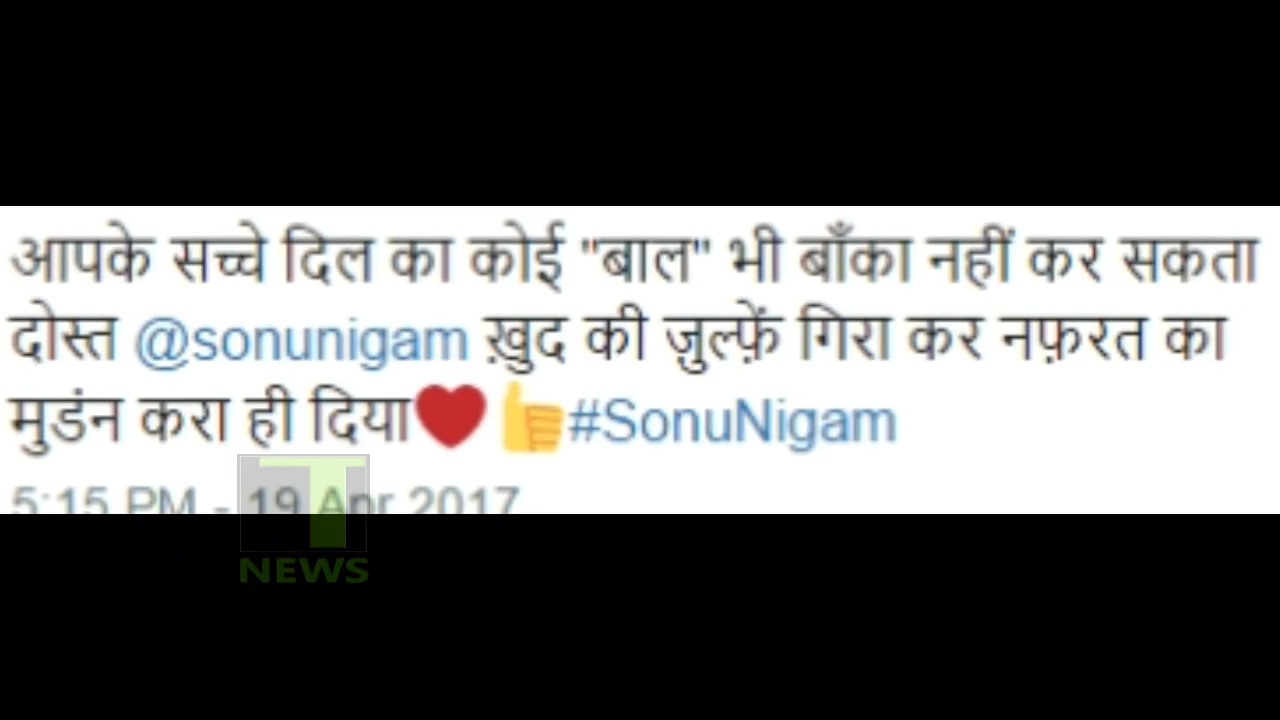 आपके सच्चे दिल का कोई "बाल" भी बाँका नहीं कर सकता
दोस्त @sonunigam ख़ुद की ज़ुल्फ़ें गिरा कर नफ़रत का
मुडंन करा ही दिया❤️👍#SonuNigam
5:15 PM - 19 Apr 2017
T
NEWS